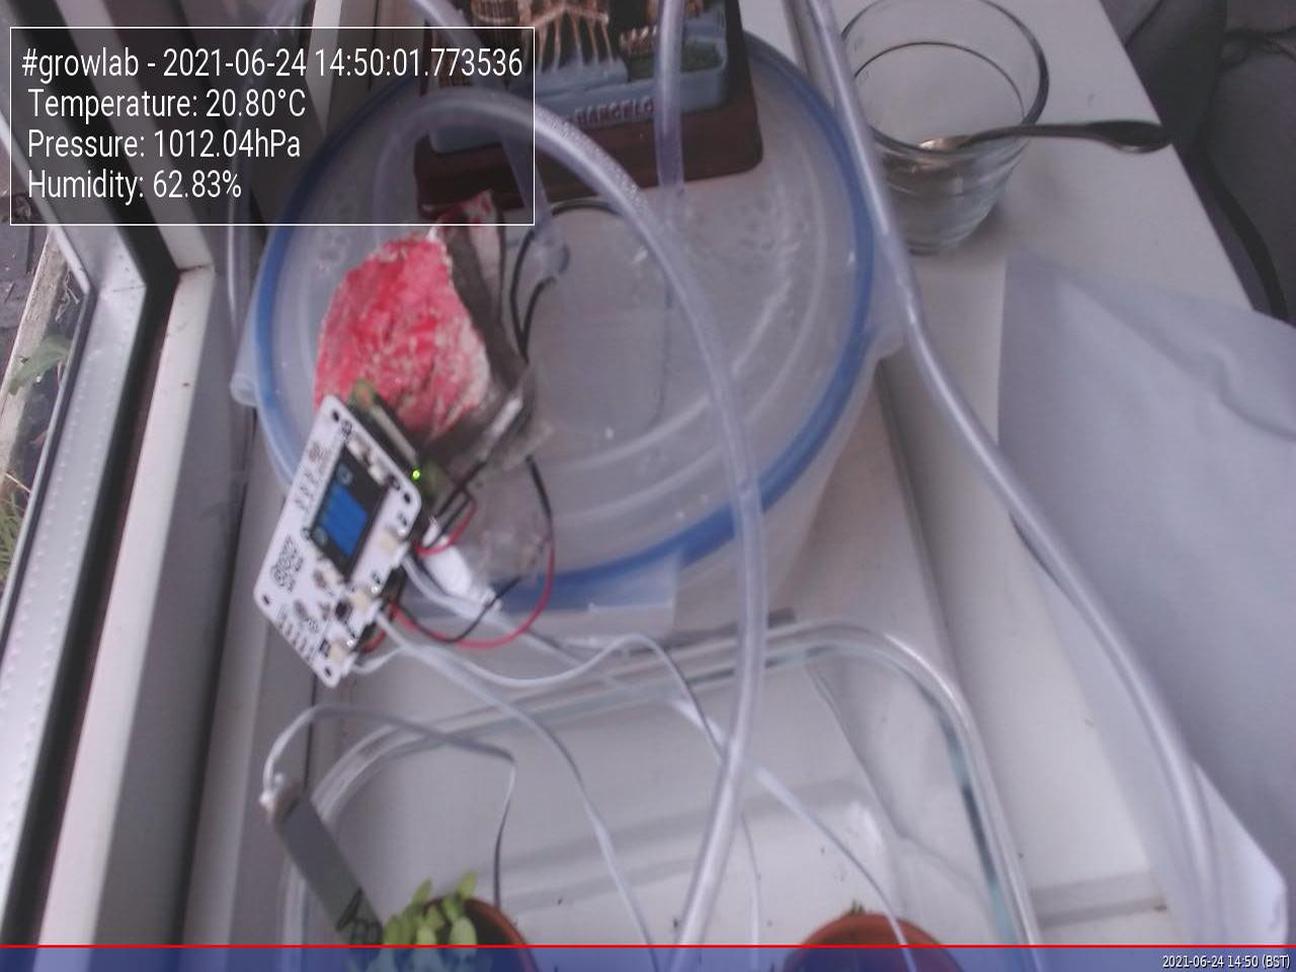 #growlab - 2021-06-24 14:50:01.773536
Temperature: 20.80°C
Pressure: 1012.04hPa
Humidity: 62.83%
2021-06-24 14:50 (BST)